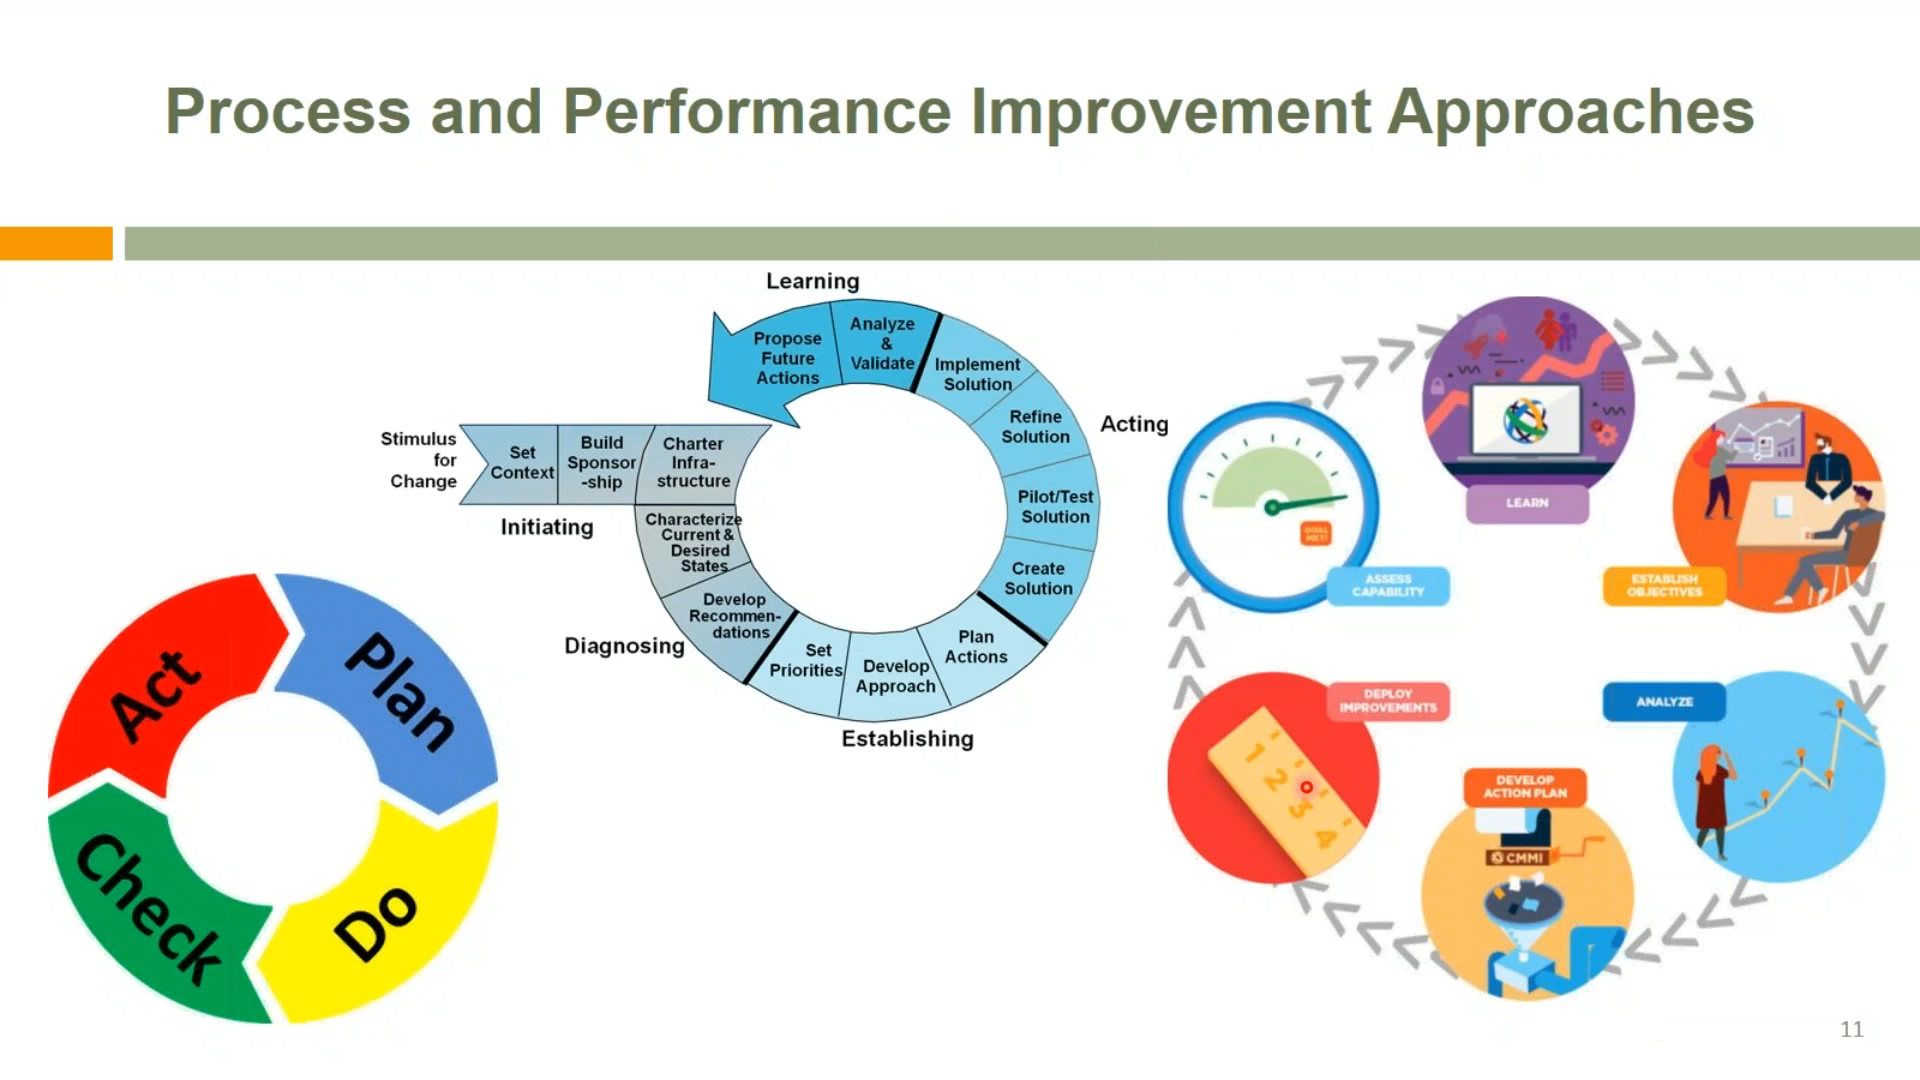 Process and Performance Improvement Approaches
Learning
Propose
Future
Actions
Analyze
&
Validate
Implement
Solution
Refine
Solution
Acting
Pilot/Test
Solution
Create
Solution
Stimulus
for
Change
Set
Context
Build
Sponsor
-ship
Charter
Infra-
structure
Initiating
Characterize
Current &
Desired
States
Develop
Recommen-
dations
Diagnosing
Set
Priorities
Develop
Approach
Plan
Actions
Establishing
Act
Plan
Check
Do
LEARN
GOAL
MET!
ASSESS
CAPABILITY
ESTABLISH
OBJECTIVES
DEPLOY
IMPROVEMENTS
ANALYZE
1
2
3
4
DEVELOP
ACTION PLAN
CMMI
11